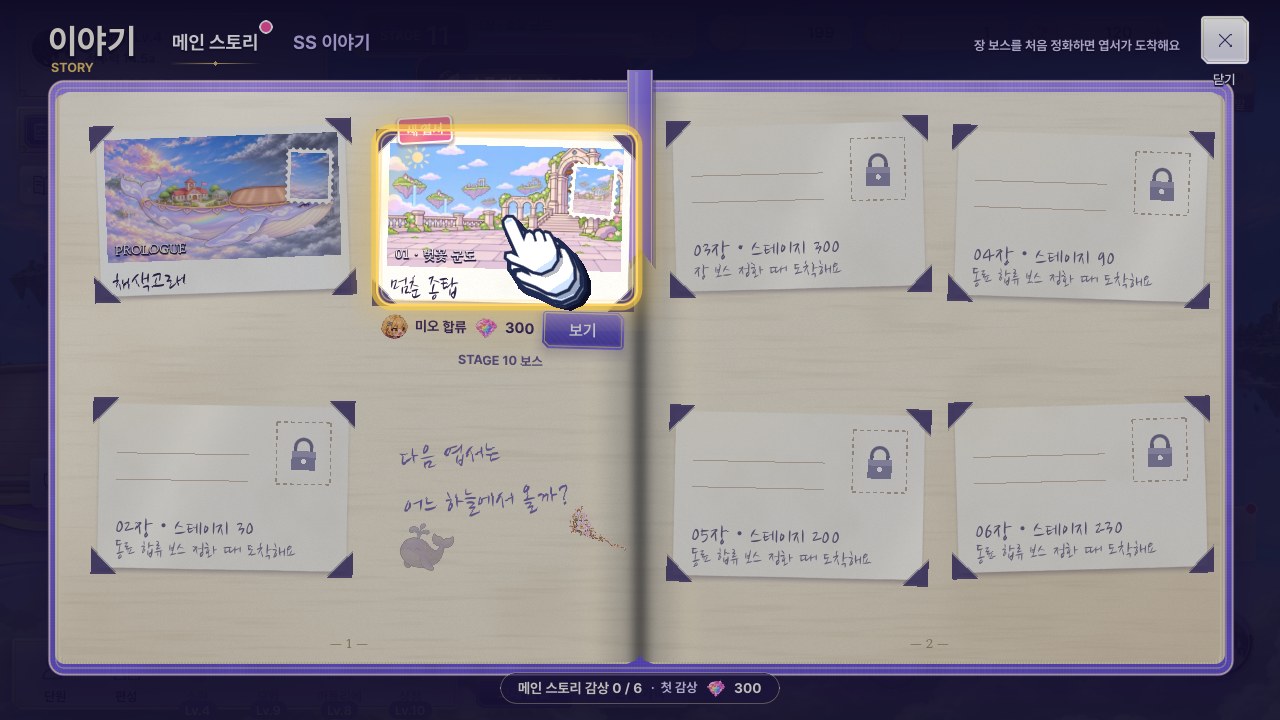 이야기
STORY
메인 스토리
SS 이야기
장 보스를 처음 정화하면 엽서가 도착해요
닫기
PROLOGUE
채색고래
새 엽서
01 · 벚꽃 군도
멈춘 종탑
미오 합류 300 보기
STAGE 10 보스
02장 • 스테이지 30
동료 합류 보스 정화 때 도착해요
다음 엽서는
어느 하늘에서 올까?
— 1 —
03장 • 스테이지 300
장 보스 정화 때 도착해요
04장 • 스테이지 90
동료 합류 보스 정화 때 도착해요
05장 • 스테이지 200
동료 합류 보스 정화 때 도착해요
06장 • 스테이지 230
동료 합류 보스 정화 때 도착해요
— 2 —
메인 스토리 감상 0 / 6 · 첫 감상 300